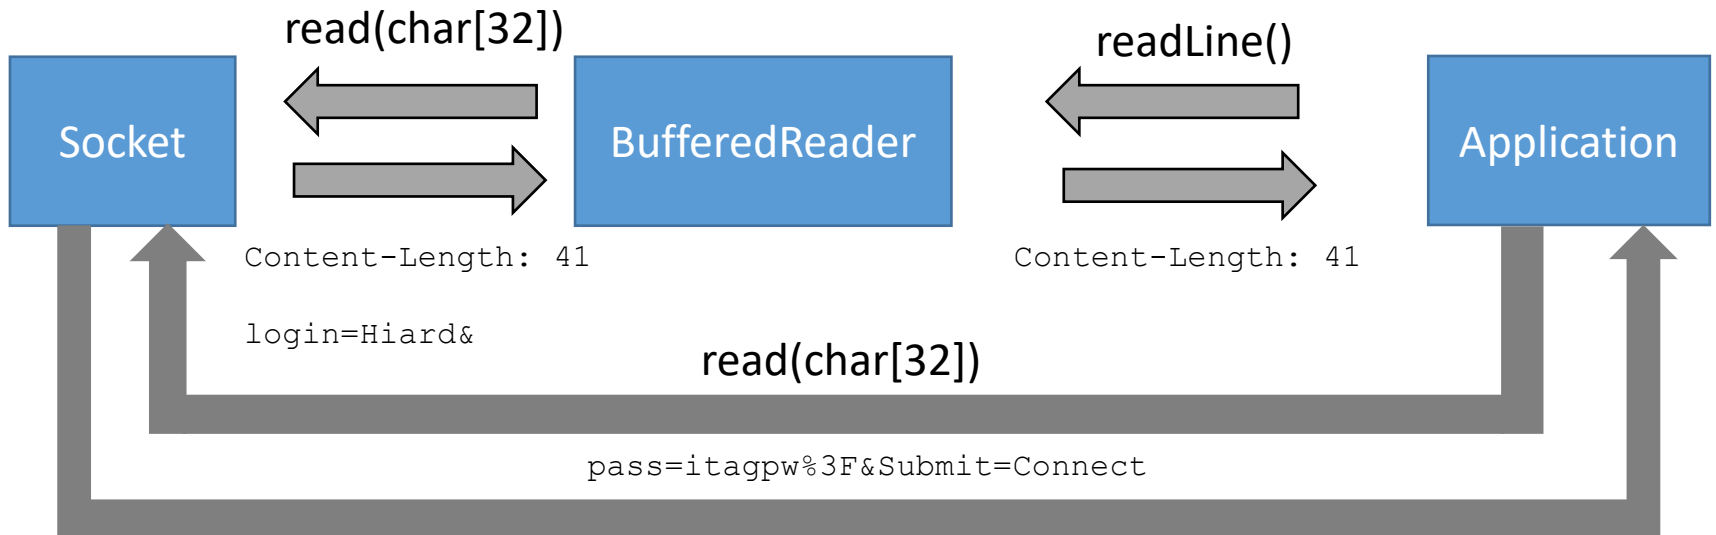 read(char[32])
readLine()
Socket
BufferedReader
Application
Content-Length: 41
Content-Length: 41
login=Hiard&
read(char[32])
pass=itagpw%3F&Submit=Connect